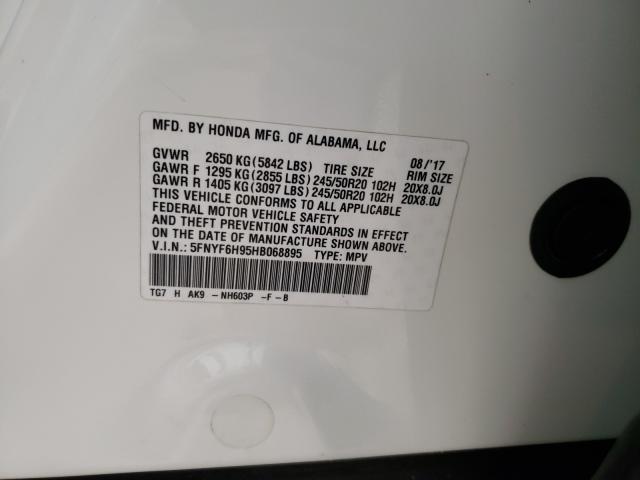 MFD. BY HONDA MFG. OF ALABAMA, LLC
08/'17
GVWR 2650 KG(5842 LBS) TIRE SIZE RIM SIZE
GAWR F 1295 KG(2855 LBS)245/50R20 102H 20X8.0J
GAWR R 1405 KG(3097 LBS)245/50R20 102H 20X8.0J
THIS VEHICLE CONFORMS TO ALL APPLICABLE
FEDERAL MOTOR VEHICLE SAFETY
AND THEFT PREVENTION STANDARDS IN EFFECT
ON THE DATE OF MANUFACTURE SHOWN ABOVE.
V.I.N.: 5FNYF6H95HB068895 TYPE: MPV
TG7 H AK9 - NH603P -F-B